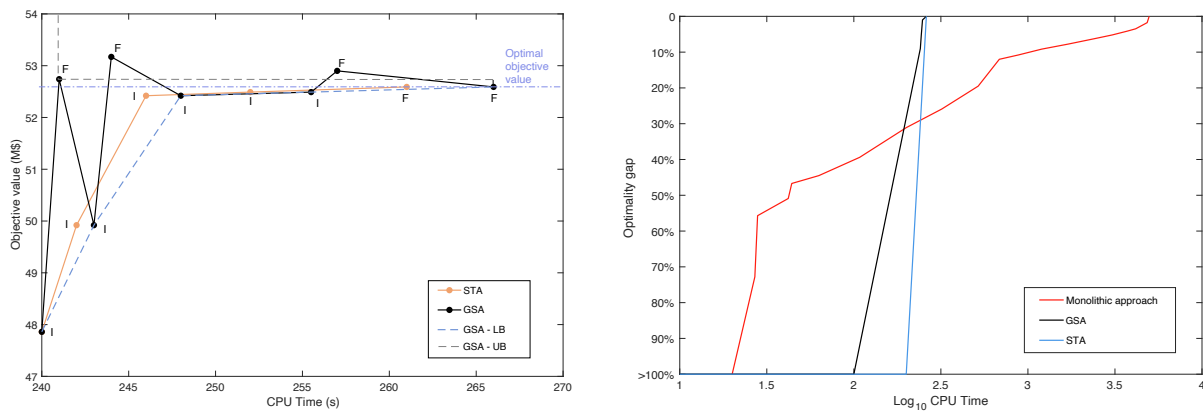 54
53
52
51
50
49
48
47
Objective value (M$)
240
245
250
255
260
265
270
CPU Time (s)
F
F
F
F
F
I
I
I
I
I
I
I
Optimal
objective
value
STA
GSA
GSA - LB
GSA - UB
0
10%
20%
30%
40%
50%
60%
70%
80%
90%
>100%
Optimality gap
1
1.5
2
2.5
3
3.5
4
Log10 CPU Time
Monolithic approach
GSA
STA